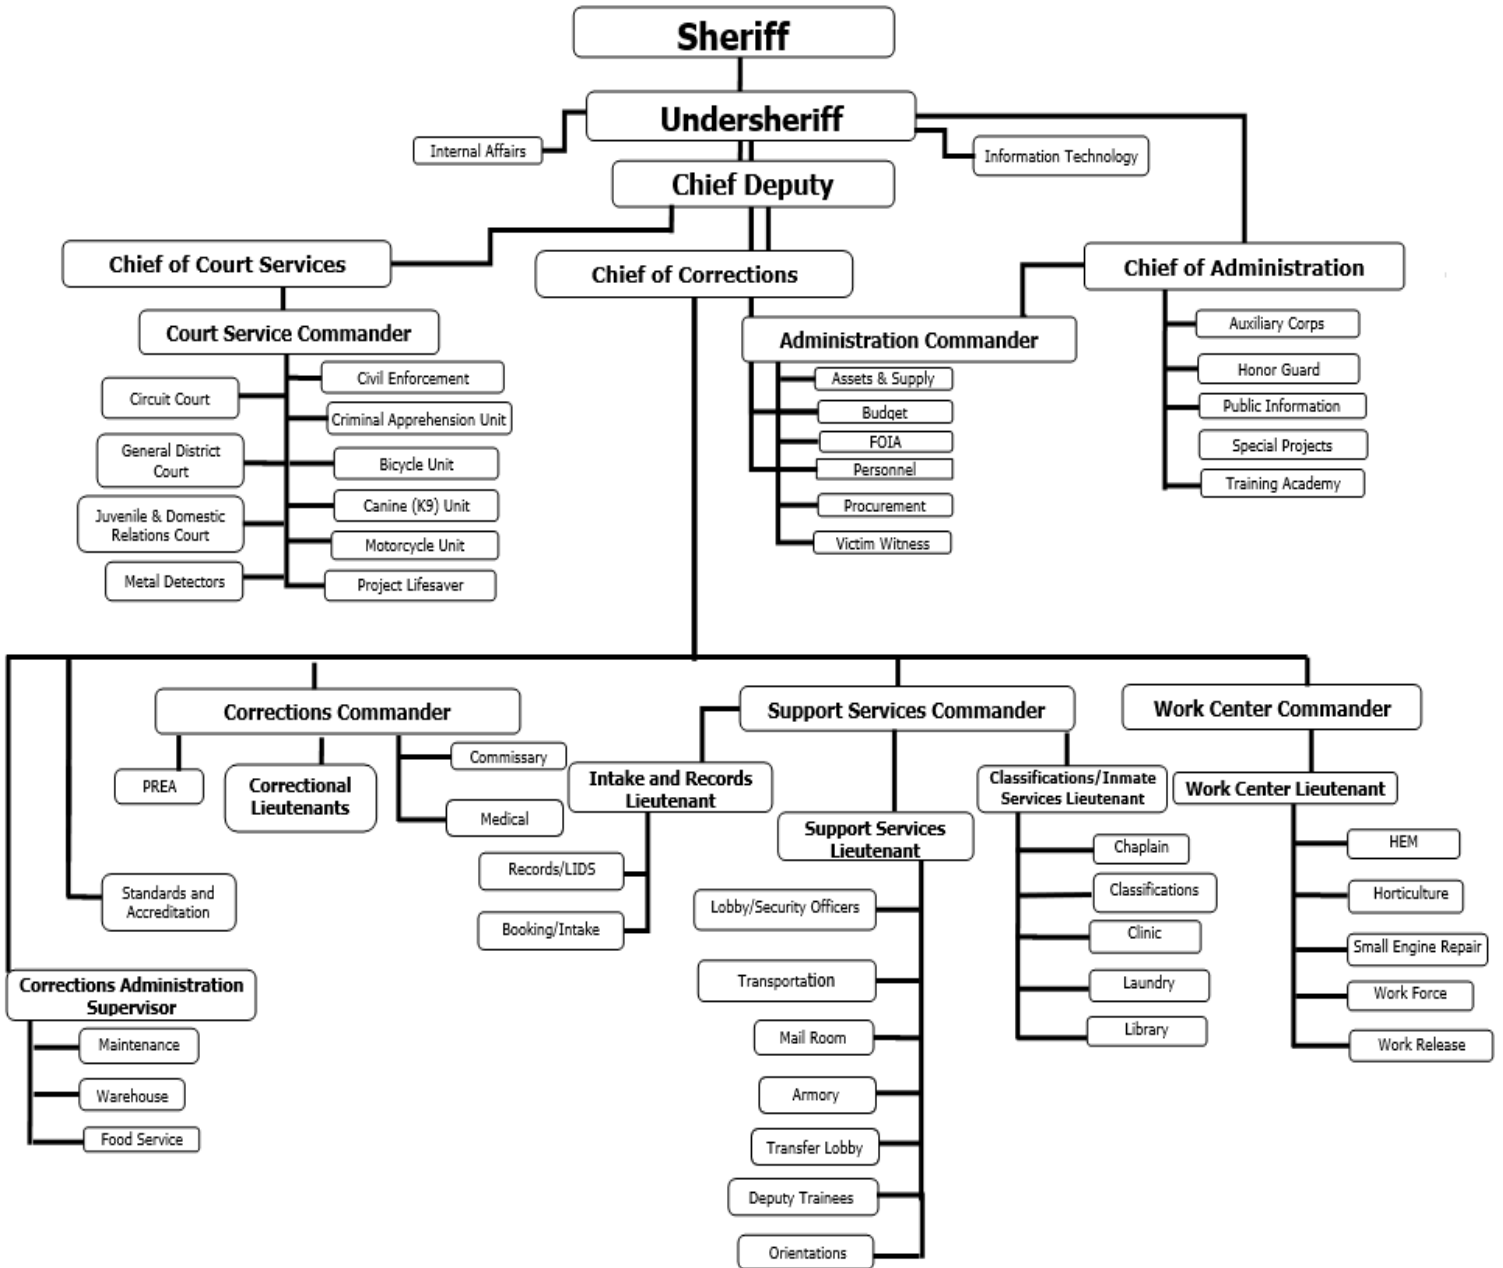 Sheriff
Undersheriff
Internal Affairs
Information Technology
Chief Deputy
Chief of Court Services
Chief of Corrections
Chief of Administration
Court Service Commander
Circuit Court
General District
Court
Juvenile & Domestic
Relations Court
Metal Detectors
Civil Enforcement
Criminal Apprehension Unit
Bicycle Unit
Canine (K9) Unit
Motorcycle Unit
Project Lifesaver
Administration Commander
Assets & Supply
Budget
FOIA
Personnel
Procurement
Victim Witness
Auxiliary Corps
Honor Guard
Public Information
Special Projects
Training Academy
Corrections Commander
PREA
Correctional
Lieutenants
Commissary
Medical
Standards and
Accreditation
Corrections Administration
Supervisor
Maintenance
Warehouse
Food Service
Support Services Commander
Intake and Records
Lieutenant
Records/LIDS
Booking/Intake
Support Services
Lieutenant
Lobby/Security Officers
Transportation
Mail Room
Armory
Transfer Lobby
Deputy Trainees
Orientations
Classifications/Inmate
Services Lieutenant
Chaplain
Classifications
Clinic
Laundry
Library
Work Center Commander
Work Center Lieutenant
HEM
Horticulture
Small Engine Repair
Work Force
Work Release